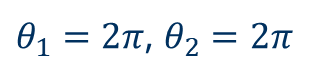 θ₁ = 2π, θ₂ = 2π